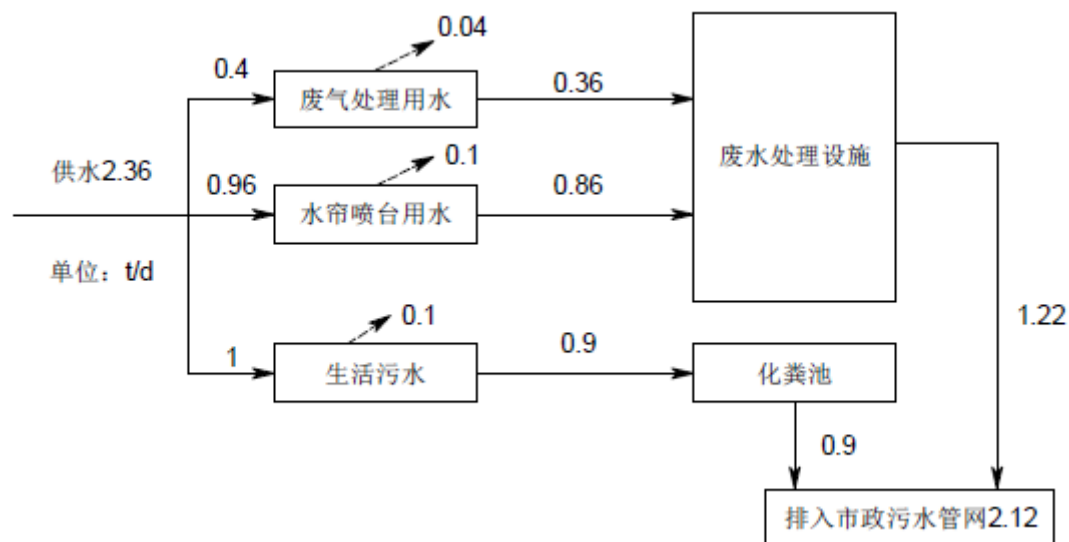 0.04
0.4
废气处理用水
0.36
废水处理设施
供水2.36
0.1
0.96
水帘喷台用水
0.86
单位：t/d
0.1
1
生活污水
0.9
化粪池
1.22
0.9
排入市政污水管网2.12